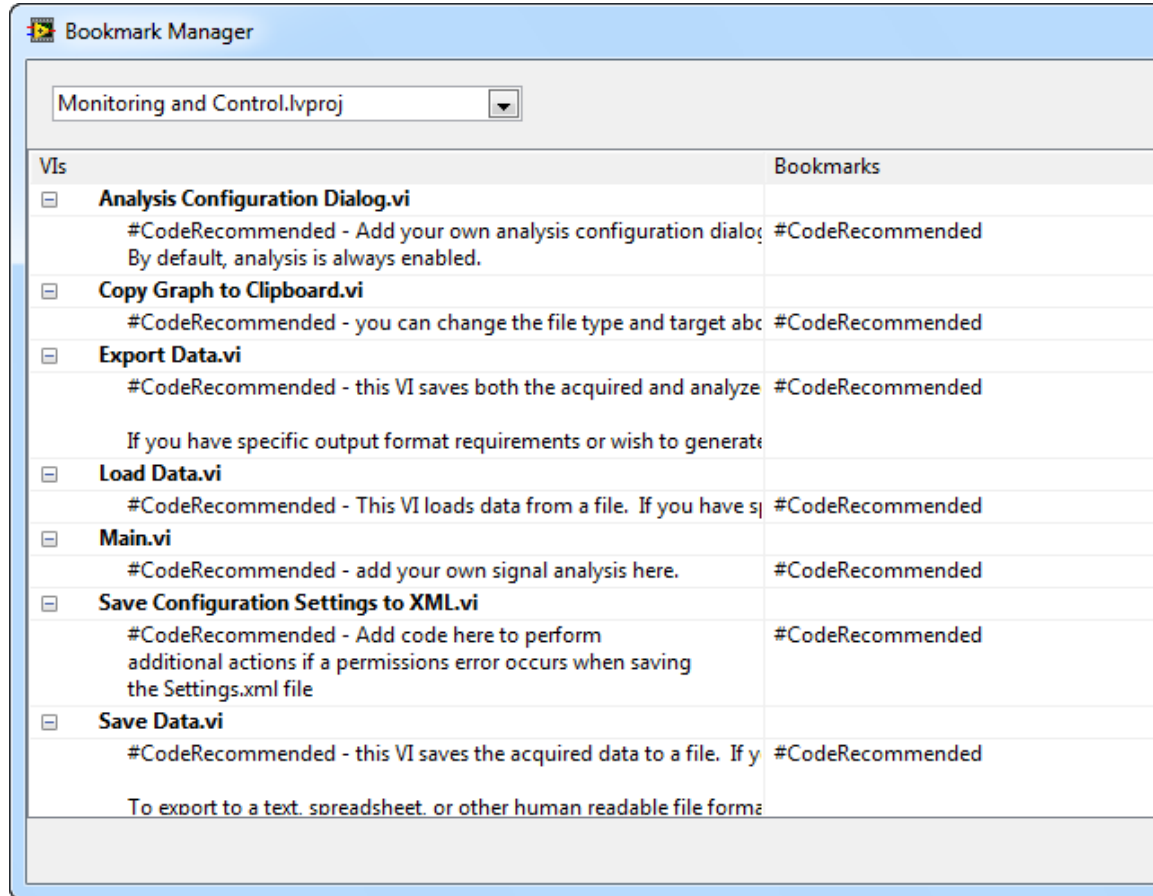 Bookmark Manager
Monitoring and Control.lvproj
VIs Bookmarks
Analysis Configuration Dialog.vi
#CodeRecommended - Add your own analysis configuration #CodeRecommended
By default, analysis is always enabled.
Copy Graph to Clipboard.vi
#CodeRecommended - you can change the file type and target #CodeRecommended
Export Data.vi
#CodeRecommended - this VI saves both the acquired and #CodeRecommended
If you have specific output format requirements or wish to
Load Data.vi
#CodeRecommended - This VI loads data from a file. If you have #CodeRecommended
Main.vi
#CodeRecommended - add your own signal analysis here. #CodeRecommended
Save Configuration Settings to XML.vi
#CodeRecommended - Add code here to perform #CodeRecommended
additional actions if a permissions error occurs when saving
the Settings.xml file
Save Data.vi
#CodeRecommended - this VI saves the acquired data to a file. If #CodeRecommended
To export to a text, spreadsheet, or other human readable file